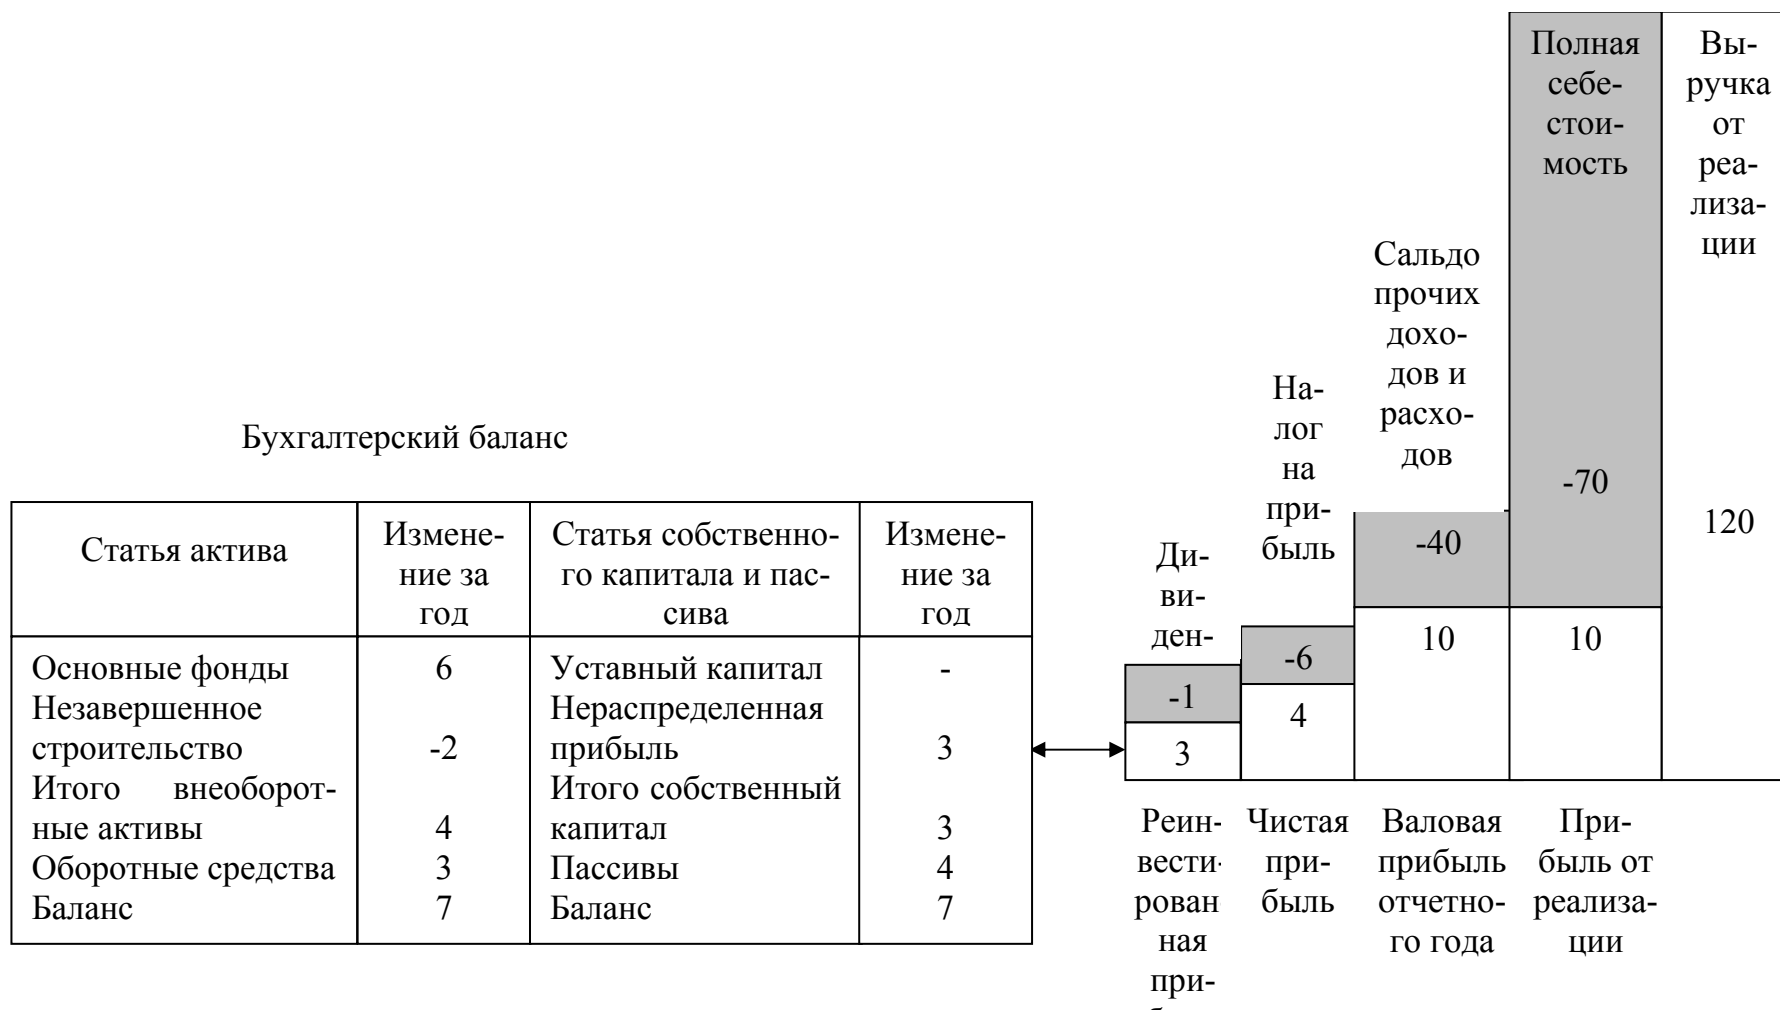 Бухгалтерский баланс
Статья актива
Измене-
ние за
год
Статья собственно-
го капитала и пас-
сива
Измене-
ние за
год
Основные фонды
6
Уставный капитал
-
Незавершенное
Нераспределенная
строительство
-2
прибыль
3
Итого внеоборот-
Итого собственный
ные активы
4
капитал
3
Оборотные средства
3
Пассивы
4
Баланс
7
Баланс
7
Ди-
ви-
ден-
-1
3
Реин-
вести-
рован
ная
при-
На-
лог
на
при-
быль
-6
4
Чистая
при-
быль
Сальдо
прочих
дохо-
дов и
расхо-
дов
-40
10
Валовая
прибыль
отчетно-
го года
Полная
себе-
стои-
мость
-70
10
При-
быль от
реализа-
ции
Вы-
ручка
от
реа-
лиза-
ции
120